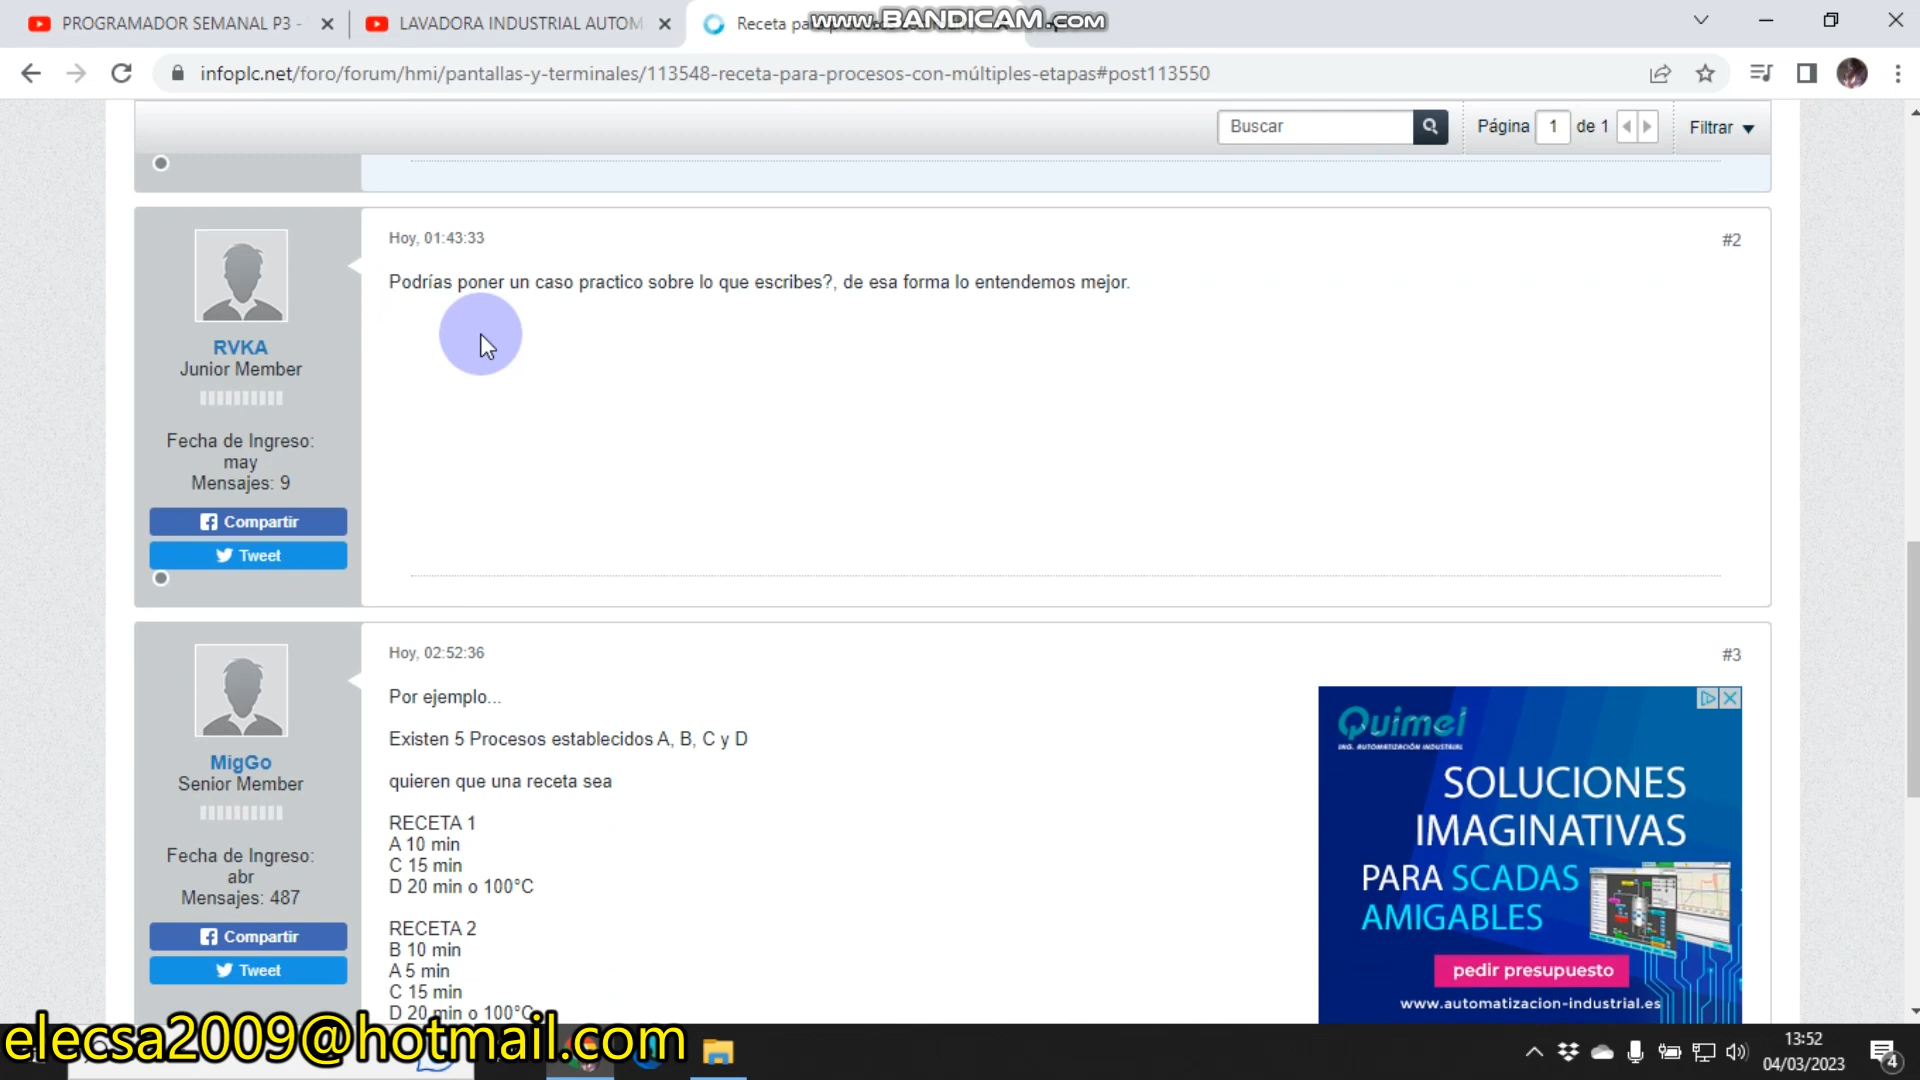 PROGRAMADOR SEMANAL P3 -
LAVADORA INDUSTRIAL AUTOM
Receta para
www.BANDICAM.com
infoplc.net/foro/forum/hmi/pantallas-y-terminales/113548-receta-para-procesos-con-múltiples-etapas#post113550
Buscar
Página 1 de 1
Filtrar
Hoy, 01:43:33
#2
Podrías poner un caso practico sobre lo que escribes?, de esa forma lo entendemos mejor.
RVKA
Junior Member
Fecha de Ingreso:
may
Mensajes: 9
Compartir
Tweet
Hoy, 02:52:36
#3
Por ejemplo...
Existen 5 Procesos establecidos A, B, C y D
quieren que una receta sea
RECETA 1
A 10 min
C 15 min
D 20 min o 100°C
RECETA 2
B 10 min
A 5 min
C 15 min
D 20 min o 100°C
MigGo
Senior Member
Fecha de Ingreso:
abr
Mensajes: 487
Compartir
Tweet
Quimel
ING. AUTOMATIZACIÓN INDUSTRIAL
SOLUCIONES
IMAGINATIVAS
PARA SCADAS
AMIGABLES
pedir presupuesto
www.automatizacion-industrial.es
elecsa2009@hotmail.com
13:52
04/03/2023
4